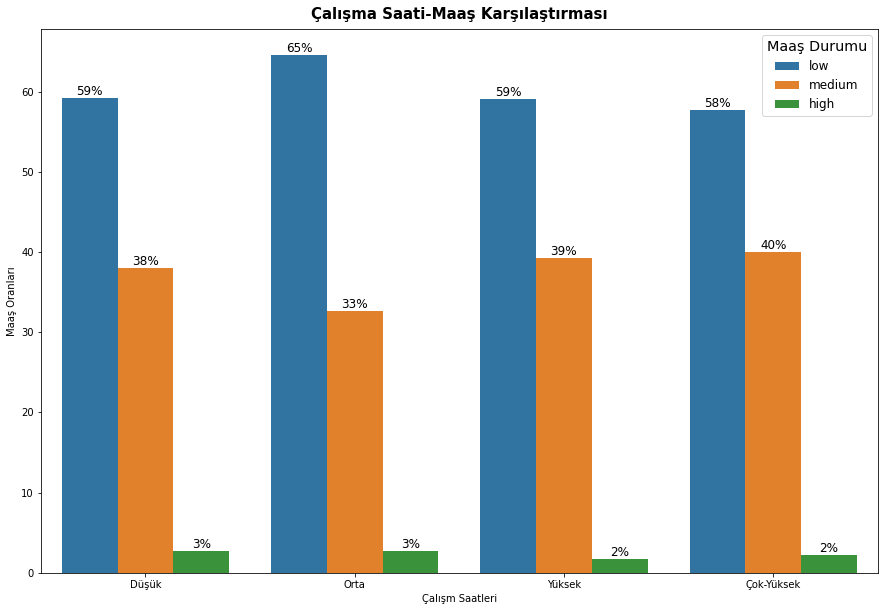 Çalışma Saati-Maaş Karşılaştırması
Maaş Durumu
low
medium
high
Maaş Oranları
60
50
40
30
20
10
0
59%
38%
3%
65%
33%
3%
59%
39%
2%
58%
40%
2%
Düşük
Orta
Yüksek
Çok-Yüksek
Çalışm Saatleri